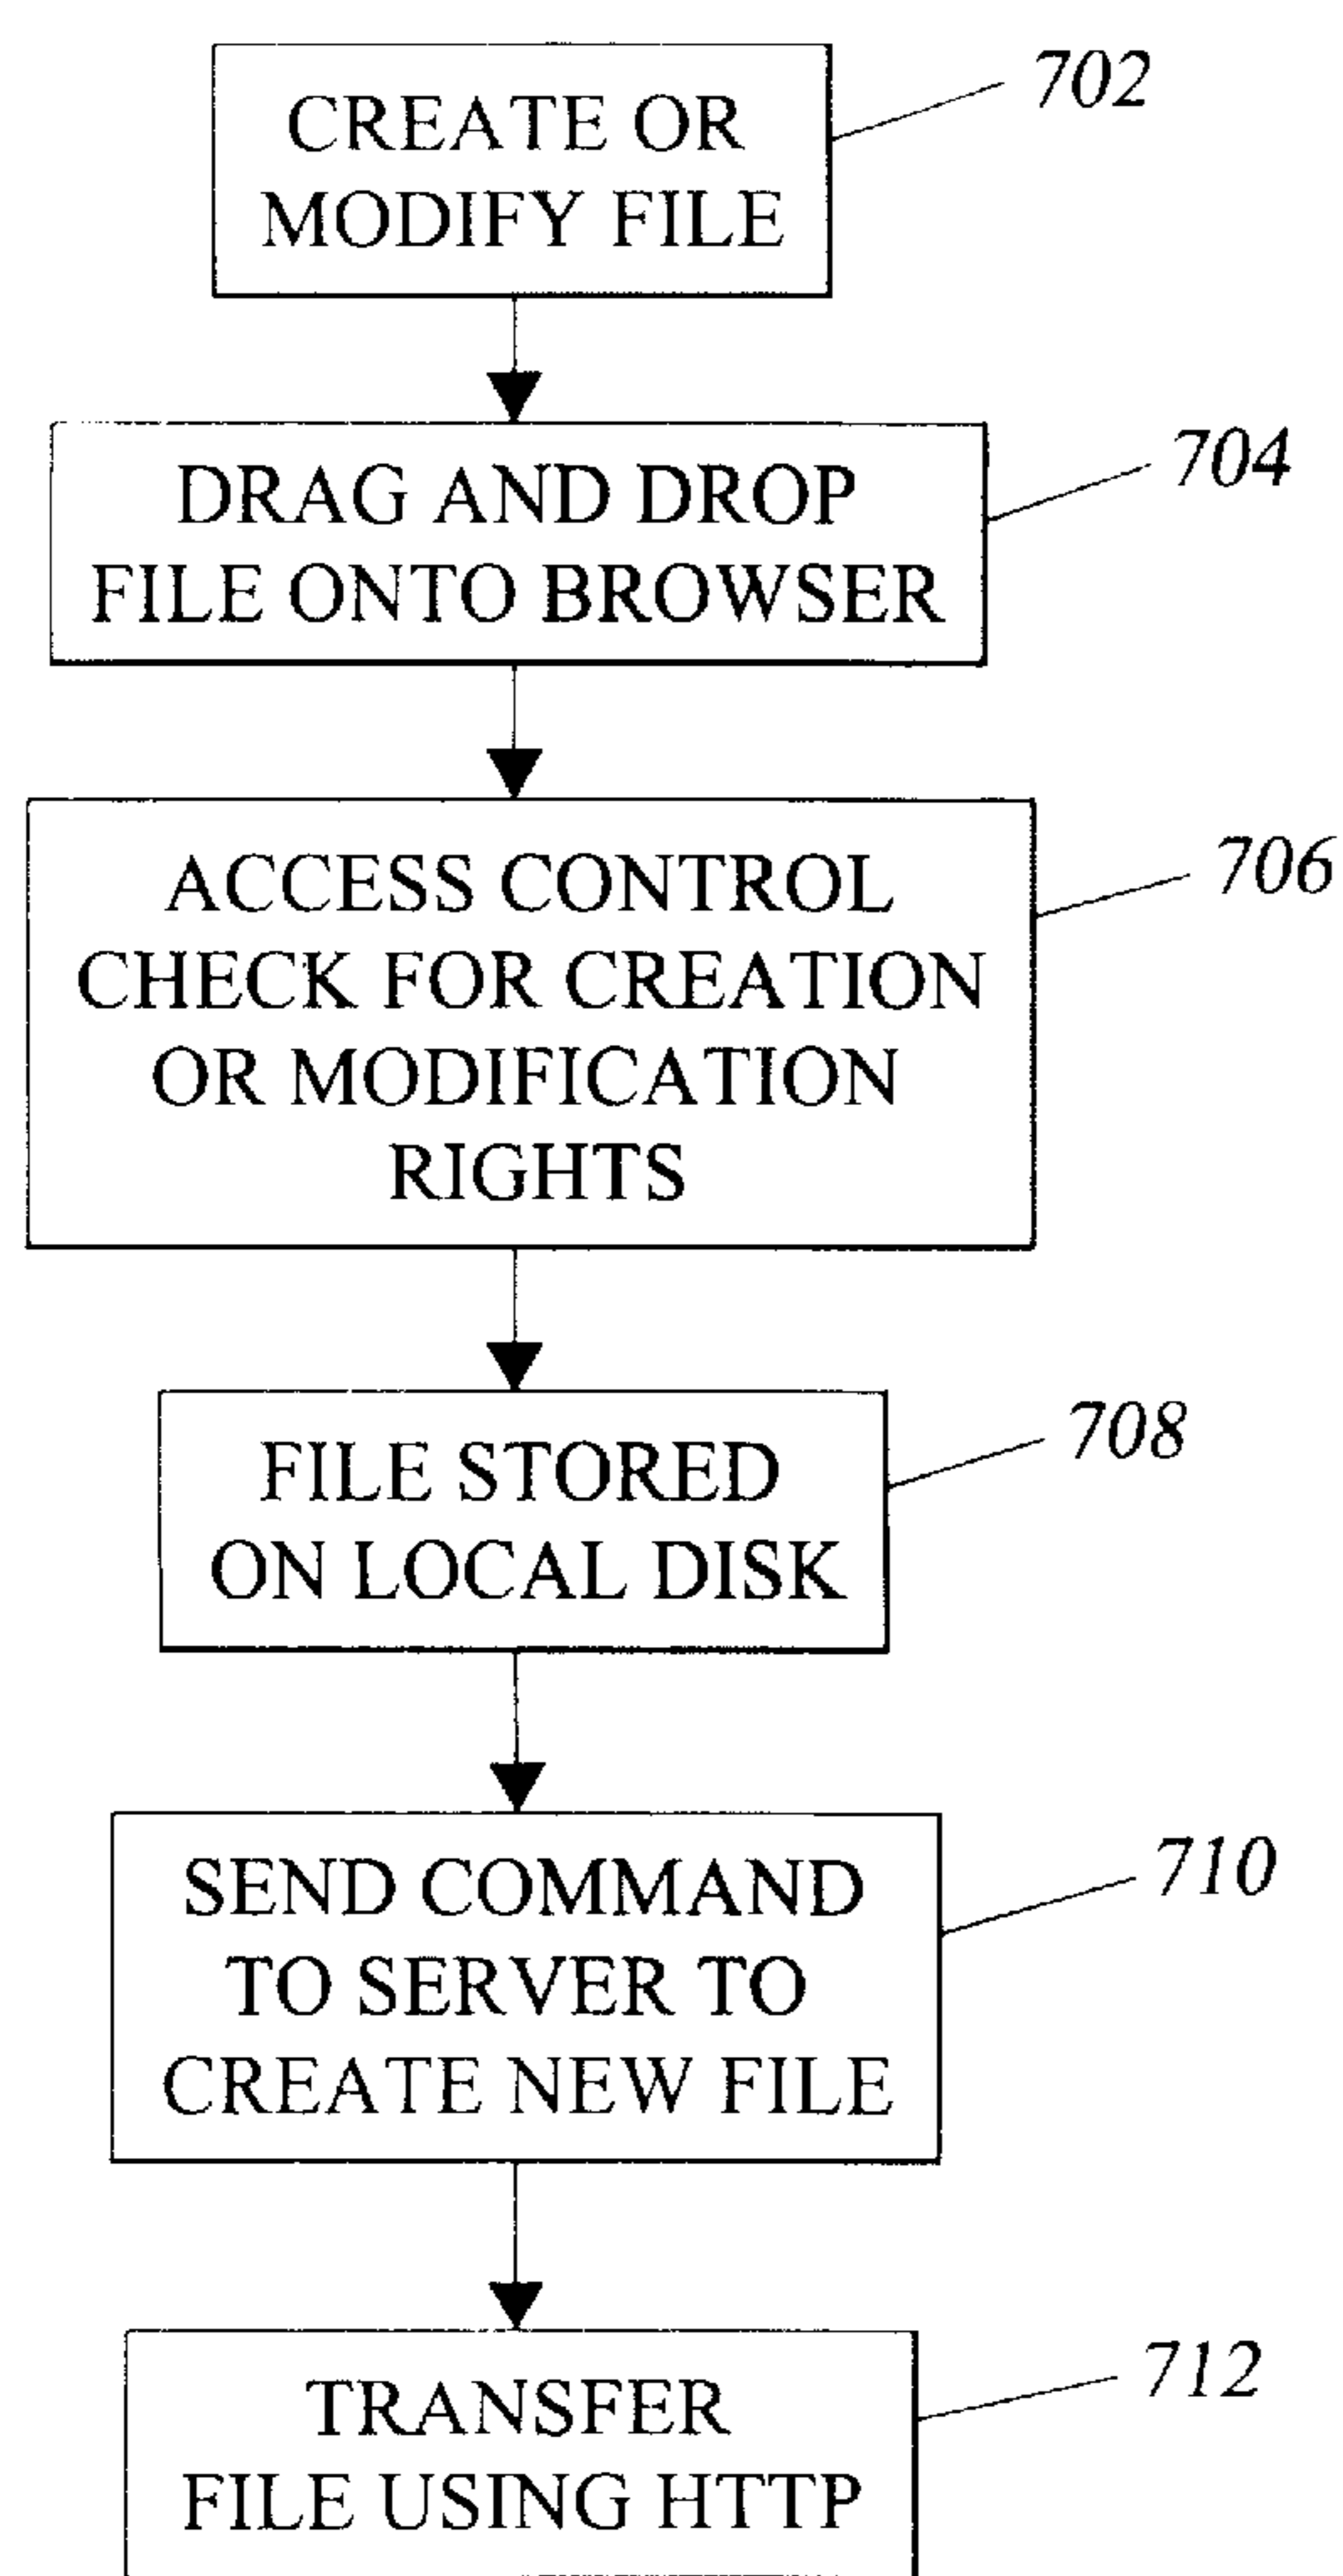 CREATE OR
MODIFY FILE
702
DRAG AND DROP
FILE ONTO BROWSER
704
ACCESS CONTROL
CHECK FOR CREATION
OR MODIFICATION
RIGHTS
706
FILE STORED
ON LOCAL DISK
708
SEND COMMAND
TO SERVER TO
CREATE NEW FILE
710
TRANSFER
FILE USING HTTP
712